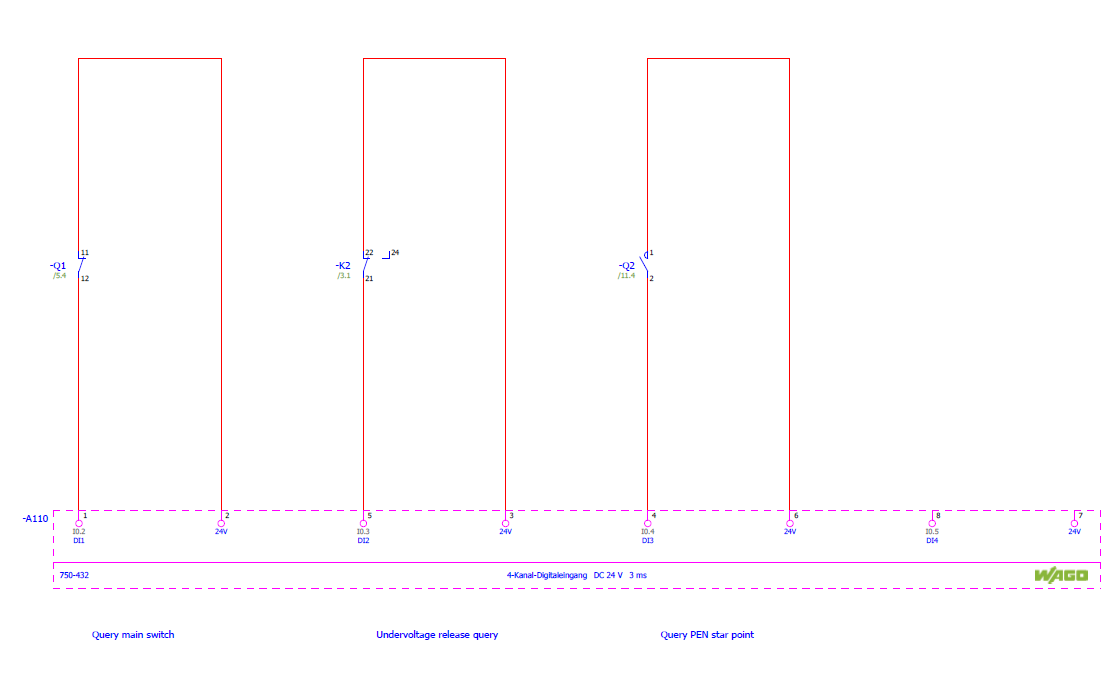 11
-Q1
/5.4
12
22
24
-K2
/3.1
21
1
-Q2
/11.4
2
-A110
1
2
5
3
4
6
8
7
I0.2
24V
I0.3
24V
I0.4
24V
I0.5
24V
DI1
DI2
DI3
DI4
750-432
4-Kanal-Digitaleingang DC 24 V 3 ms
WAGO
Query main switch
Undervoltage release query
Query PEN star point